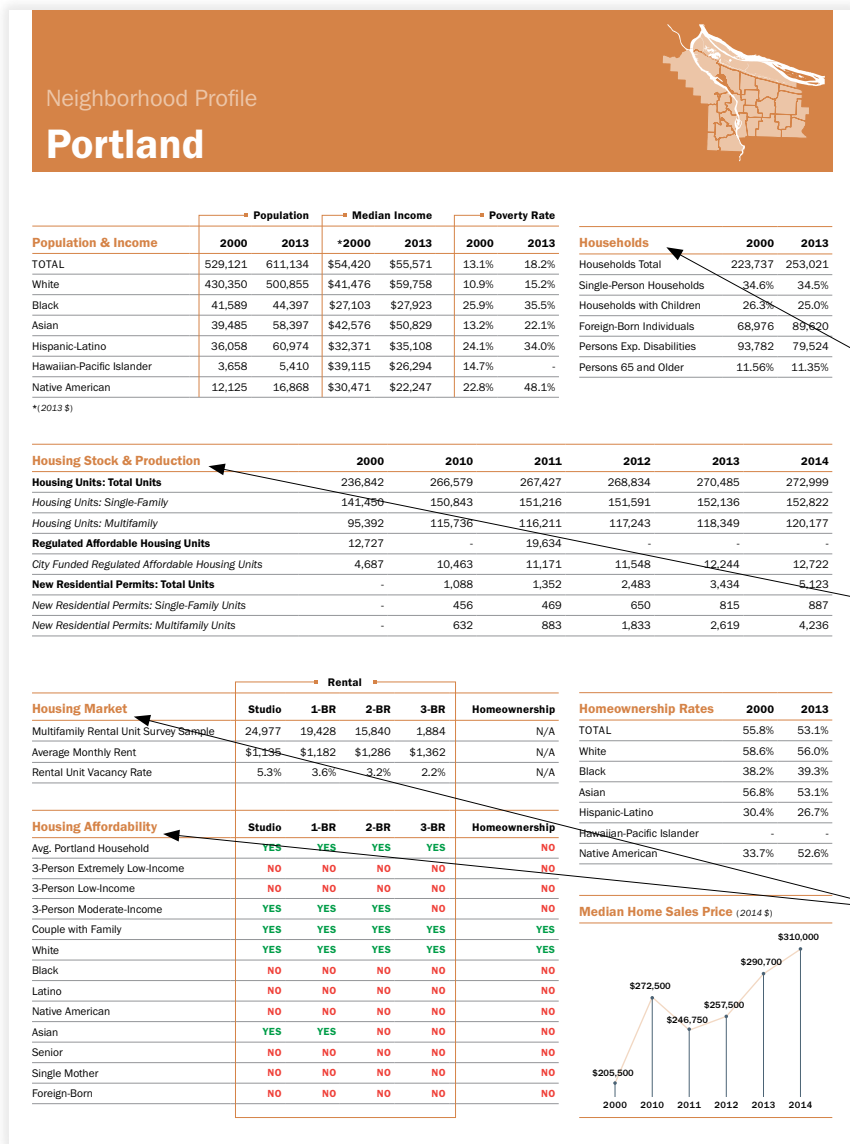 Neighborhood Profile
Portland
Population Median Income Poverty Rate
Population & Income 2000 2013 *2000 2013 2000 2013
TOTAL 529,121 611,134 $54,420 $55,571 13.1% 18.2%
White 430,350 500,855 $41,476 $59,758 10.9% 15.2%
Black 41,589 44,397 $27,103 $27,923 25.9% 35.5%
Asian 39,485 58,397 $42,576 $50,829 13.2% 22.1%
Hispanic-Latino 36,058 60,974 $32,371 $35,108 24.1% 34.0%
Hawaiian-Pacific Islander 3,658 5,410 $39,115 $26,294 14.7% -
Native American 12,125 16,868 $30,471 $22,247 22.8% 48.1%
*(2013 $)
Households 2000 2013
Households Total 223,737 253,021
Single-Person Households 34.6% 34.5%
Households with Children 26.3% 25.0%
Foreign-Born Individuals 68,976 89,620
Persons Exp. Disabilities 93,782 79,524
Persons 65 and Older 11.56% 11.35%
Housing Stock & Production 2000 2010 2011 2012 2013 2014
Housing Units: Total Units 236,842 266,579 267,427 268,834 270,485 272,999
Housing Units: Single-Family 141,450 150,843 151,216 151,591 152,136 152,822
Housing Units: Multifamily 95,392 115,736 116,211 117,243 118,349 120,177
Regulated Affordable Housing Units 12,727 - 19,634 - - -
City Funded Regulated Affordable Housing Units 4,687 10,463 11,171 11,548 12,244 12,722
New Residential Permits: Total Units - 1,088 1,352 2,483 3,434 5,123
New Residential Permits: Single-Family Units - 456 469 650 815 887
New Residential Permits: Multifamily Units - 632 883 1,833 2,619 4,236
Rental
Housing Market Studio 1-BR 2-BR 3-BR Homeownership
Multifamily Rental Unit Survey Sample 24,977 19,428 15,840 1,884 N/A
Average Monthly Rent $1,135 $1,182 $1,286 $1,362 N/A
Rental Unit Vacancy Rate 5.3% 3.6% 3.2% 2.2% N/A
Housing Affordability Studio 1-BR 2-BR 3-BR Homeownership
Avg. Portland Household YES YES YES YES NO
3-Person Extremely Low-Income NO NO NO NO NO
3-Person Low-Income NO NO NO NO NO
3-Person Moderate-Income YES YES YES NO NO
Couple with Family YES YES YES YES YES
White YES YES YES YES YES
Black NO NO NO NO NO
Latino NO NO NO NO NO
Native American NO NO NO NO NO
Asian YES YES NO NO NO
Senior NO NO NO NO NO
Single Mother NO NO NO NO NO
Foreign-Born NO NO NO NO NO
Homeownership Rates 2000 2013
TOTAL 55.8% 53.1%
White 58.6% 56.0%
Black 38.2% 39.3%
Asian 56.8% 53.1%
Hispanic-Latino 30.4% 26.7%
Hawaiian-Pacific Islander - -
Native American 33.7% 52.6%
Median Home Sales Price (2014 $)
$310,000
$290,700
$272,500
$257,500
$246,750
$205,500
2000 2010 2011 2012 2013 2014